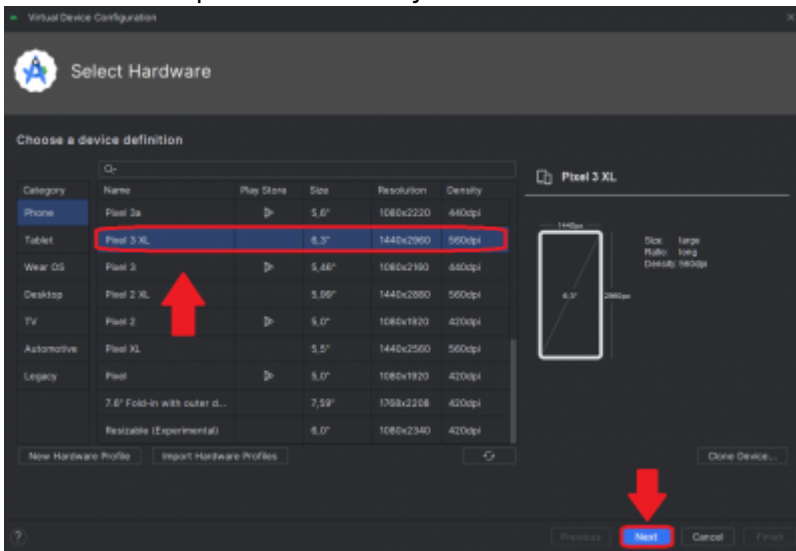 Virtual Device Configuration
Select Hardware
Choose a device definition
Category Name Play Store Size Resolution Density
Phone Pixel 3a 5,6" 1080x2220 440dpi
Tablet Pixel 3 XL 6,3" 1440x2960 560dpi
Wear OS Pixel 3 5,46" 1080x2160 440dpi
Desktop Pixel 2 XL 5,99" 1440x2880 560dpi
TV Pixel 2 5,0" 1080x1920 420dpi
Automotive Pixel XL 5,5" 1440x2560 560dpi
Legacy Pixel 5,0" 1080x1920 420dpi
7.6" Fold-in with outer d... 7,59" 1768x2208 420dpi
Resizable (Experimental) 6,0" 1080x2340 420dpi
Pixel 3 XL
1440px
6,3" 2960px
Size: large
Ratio: long
Density: 560dpi
New Hardware Profile Import Hardware Profiles Clone Device...
? Previous Next Cancel Finish